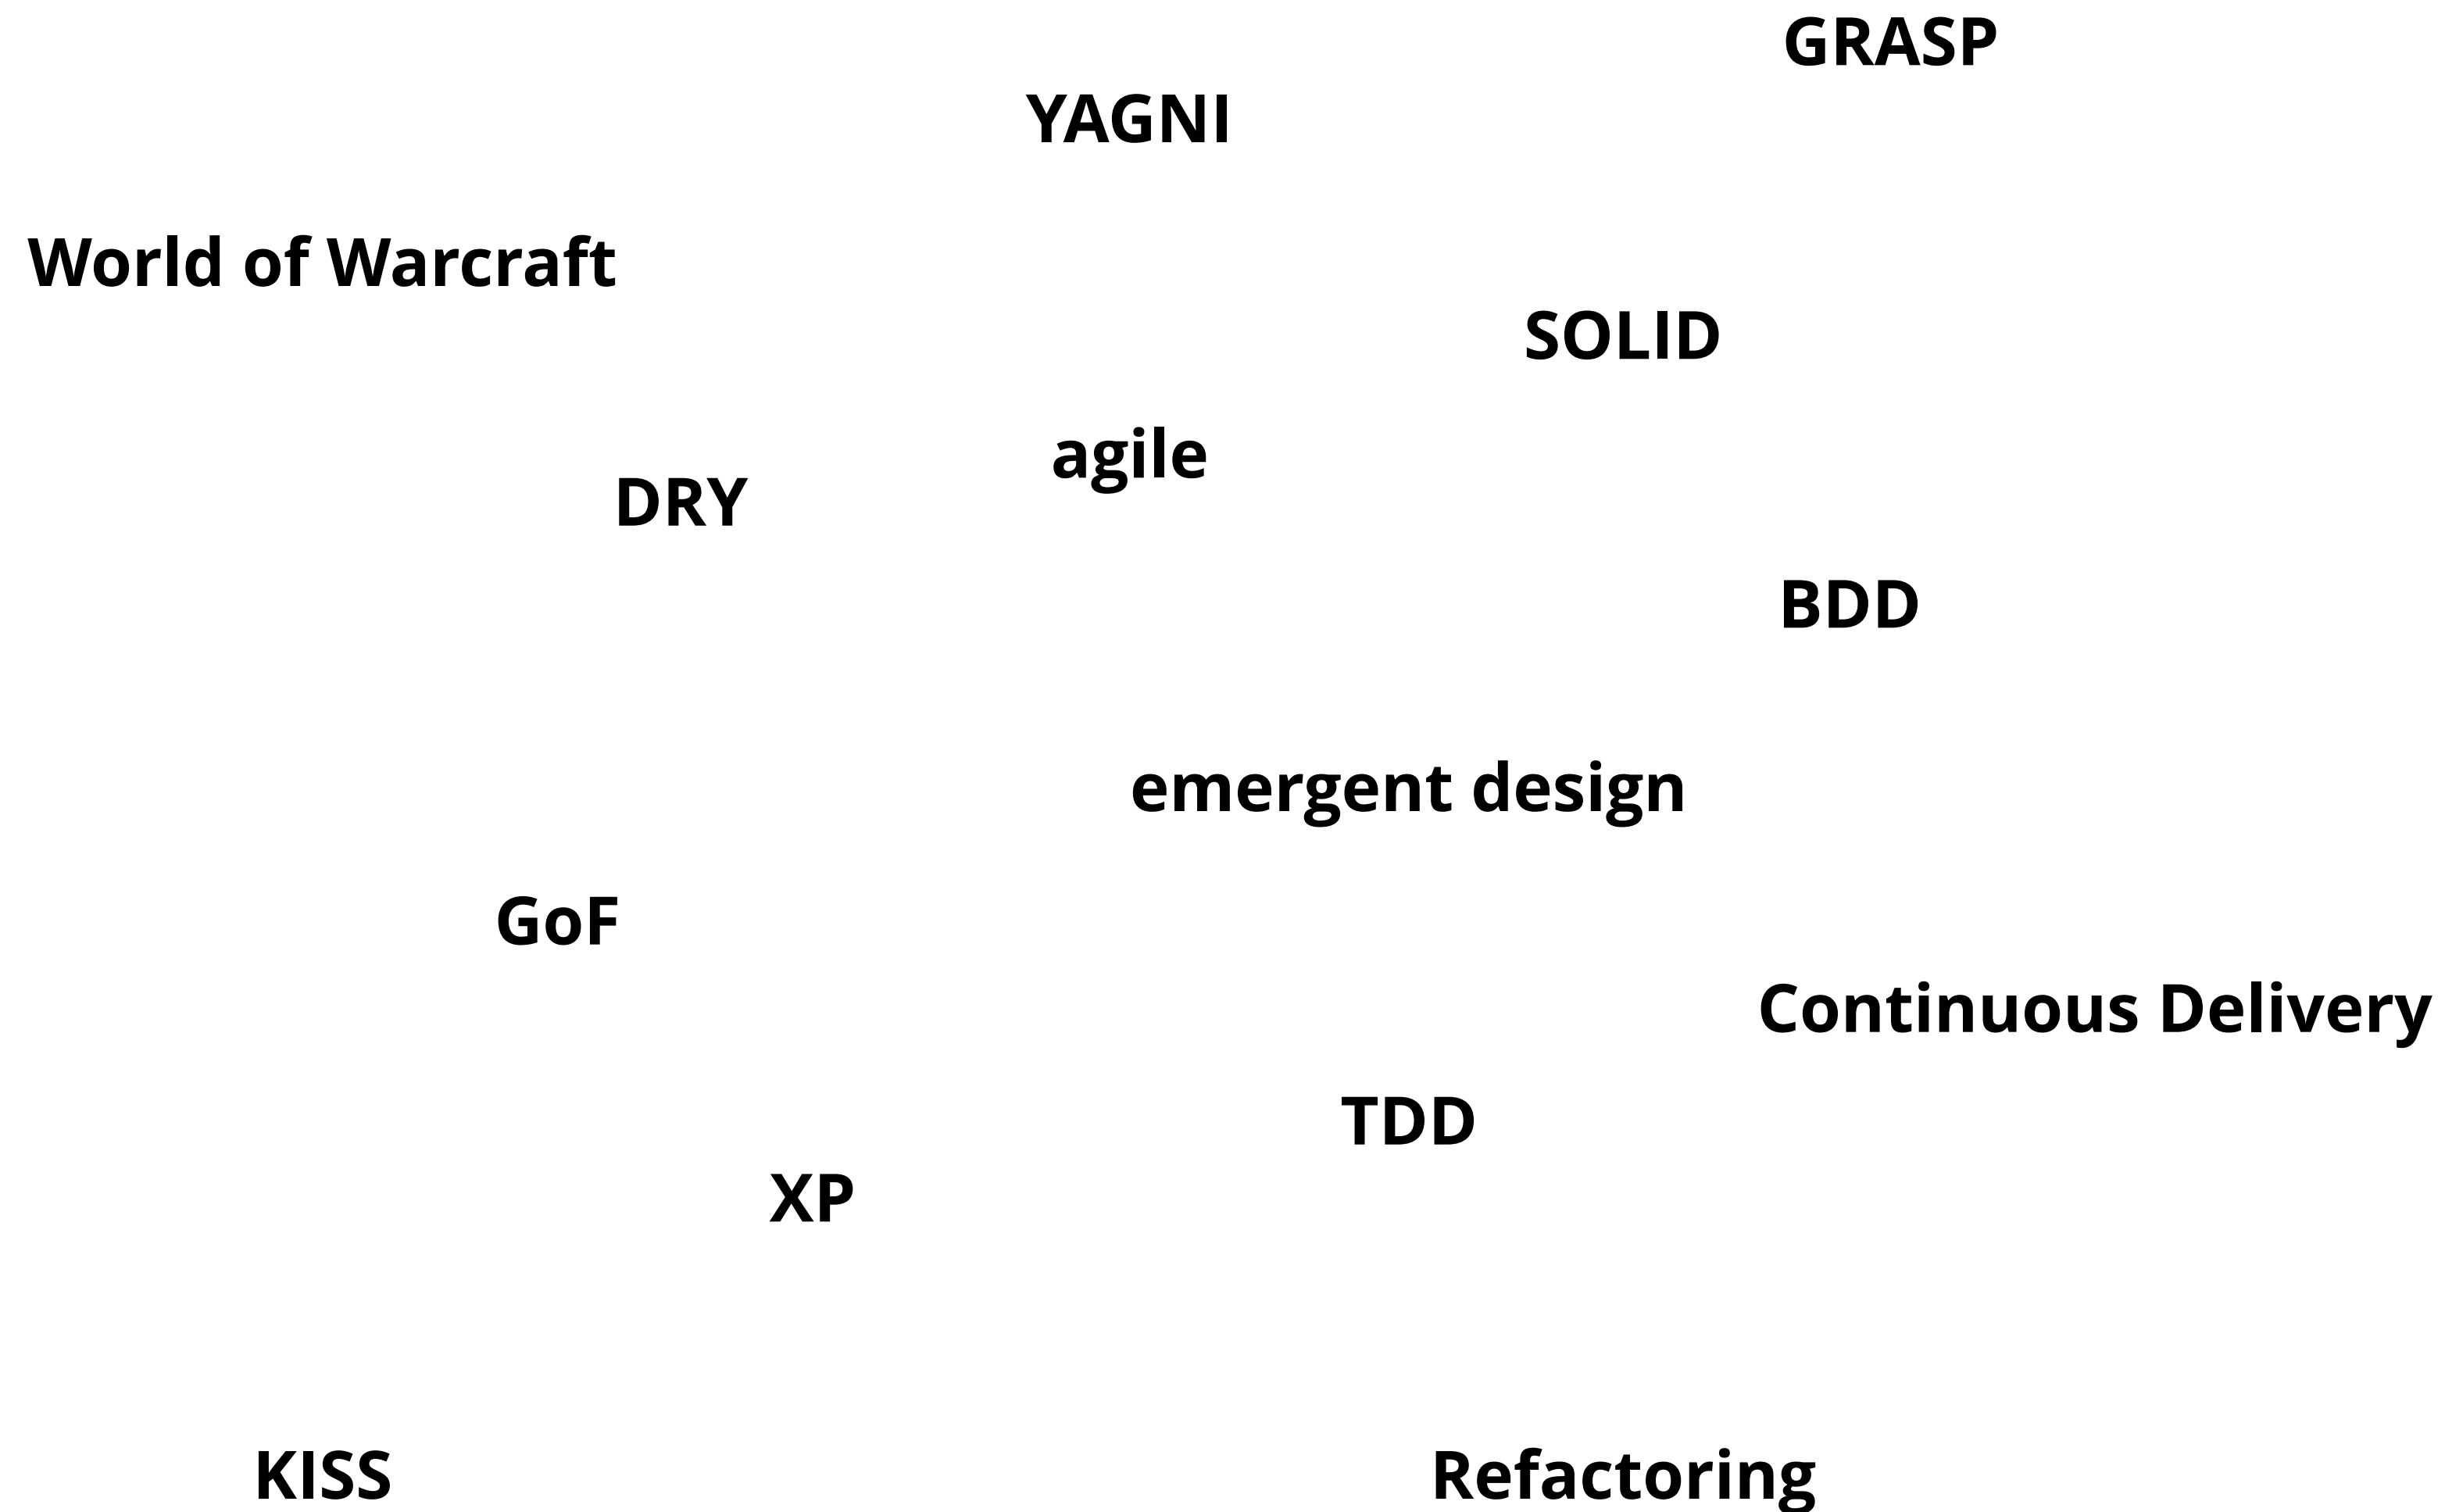 GRASP
YAGNI
World of Warcraft
SOLID
agile
DRY
BDD
emergent design
GoF
Continuous Delivery
TDD
XP
KISS
Refactoring